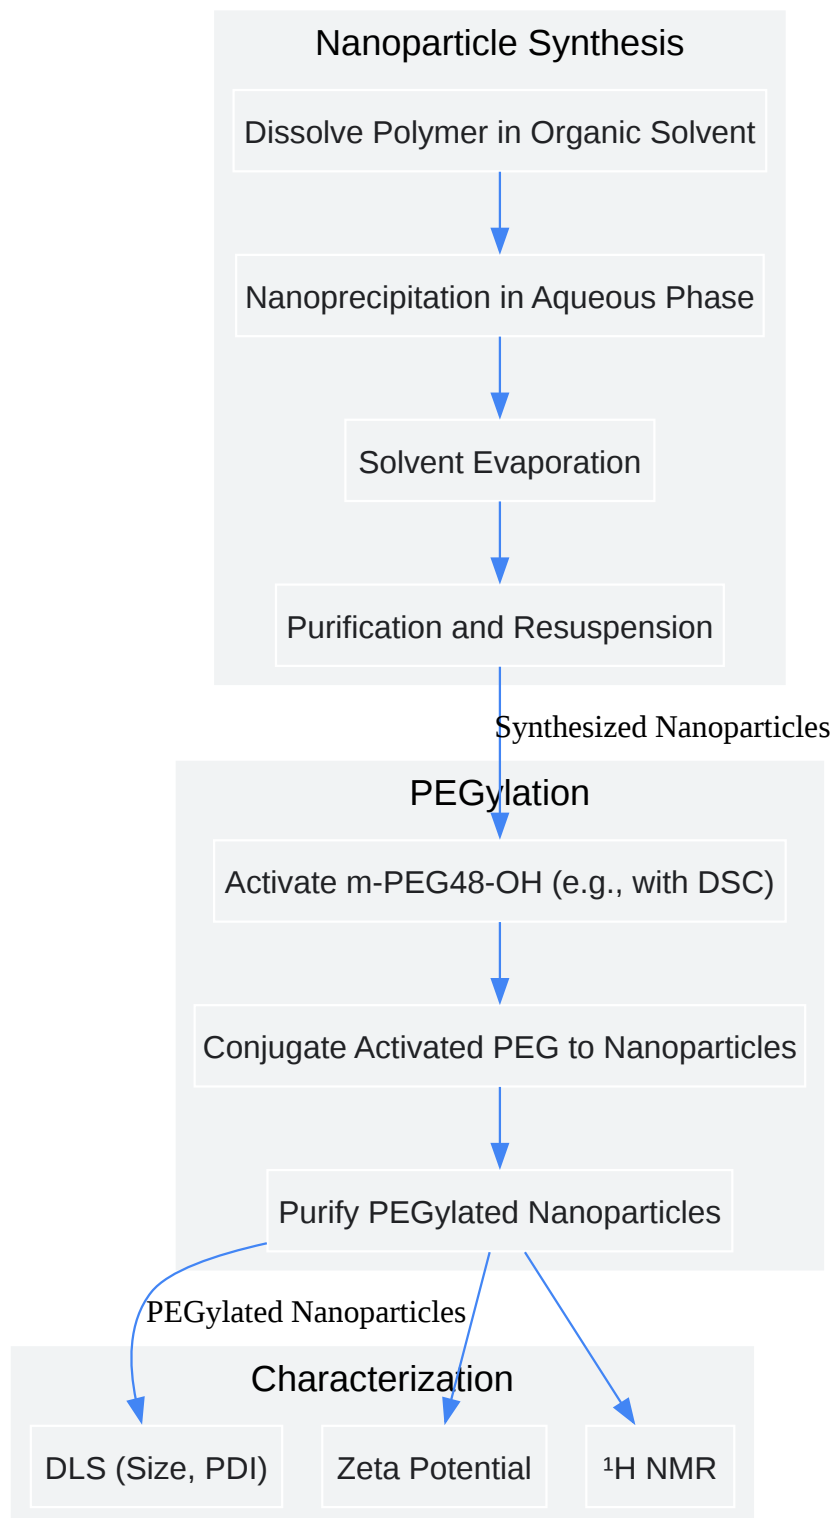 Nanoparticle Synthesis
Dissolve Polymer in Organic Solvent
Nanoprecipitation in Aqueous Phase
Solvent Evaporation
Purification and Resuspension
Synthesized Nanoparticles
PEGylation
Activate m-PEG48-OH (e.g., with DSC)
Conjugate Activated PEG to Nanoparticles
Purify PEGylated Nanoparticles
PEGylated Nanoparticles
Characterization
DLS (Size, PDI)
Zeta Potential
¹H NMR